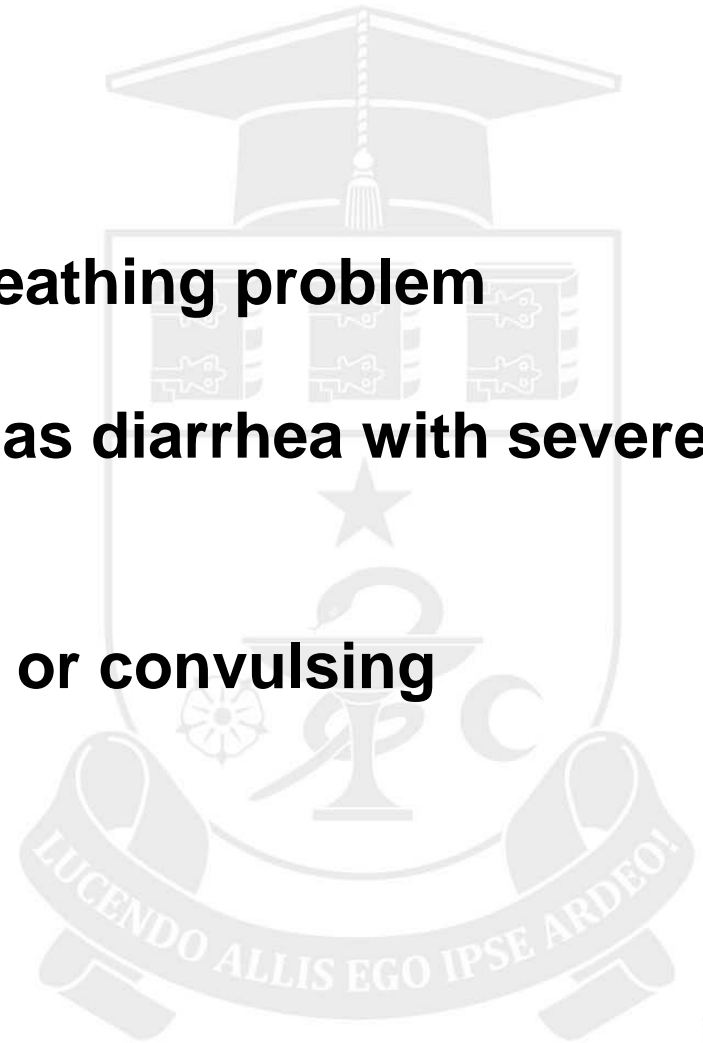 eathing problem
as diarrhea with severe
or convulsing
LUCENDO ALLIS EGO IPSE ARDEO!